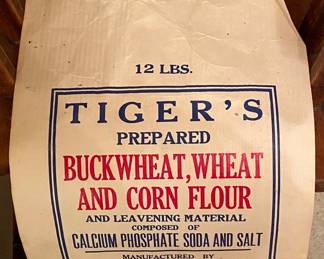 12 LBS.
TIGER'S
PREPARED
BUCKWHEAT, WHEAT
AND CORN FLOUR
AND LEAVENING MATERIAL
COMPOSED OF
CALCIUM PHOSPHATE SODA AND SALT
MANUFACTURED BY